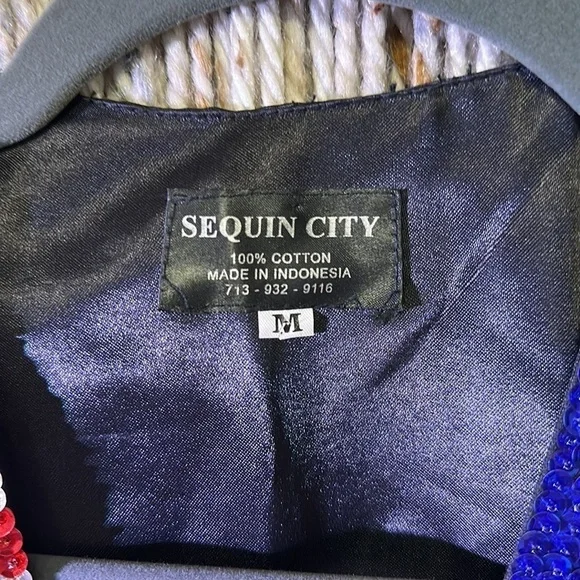 SEQUIN CITY
100% COTTON
MADE IN INDONESIA
713 - 932 - 9116
M